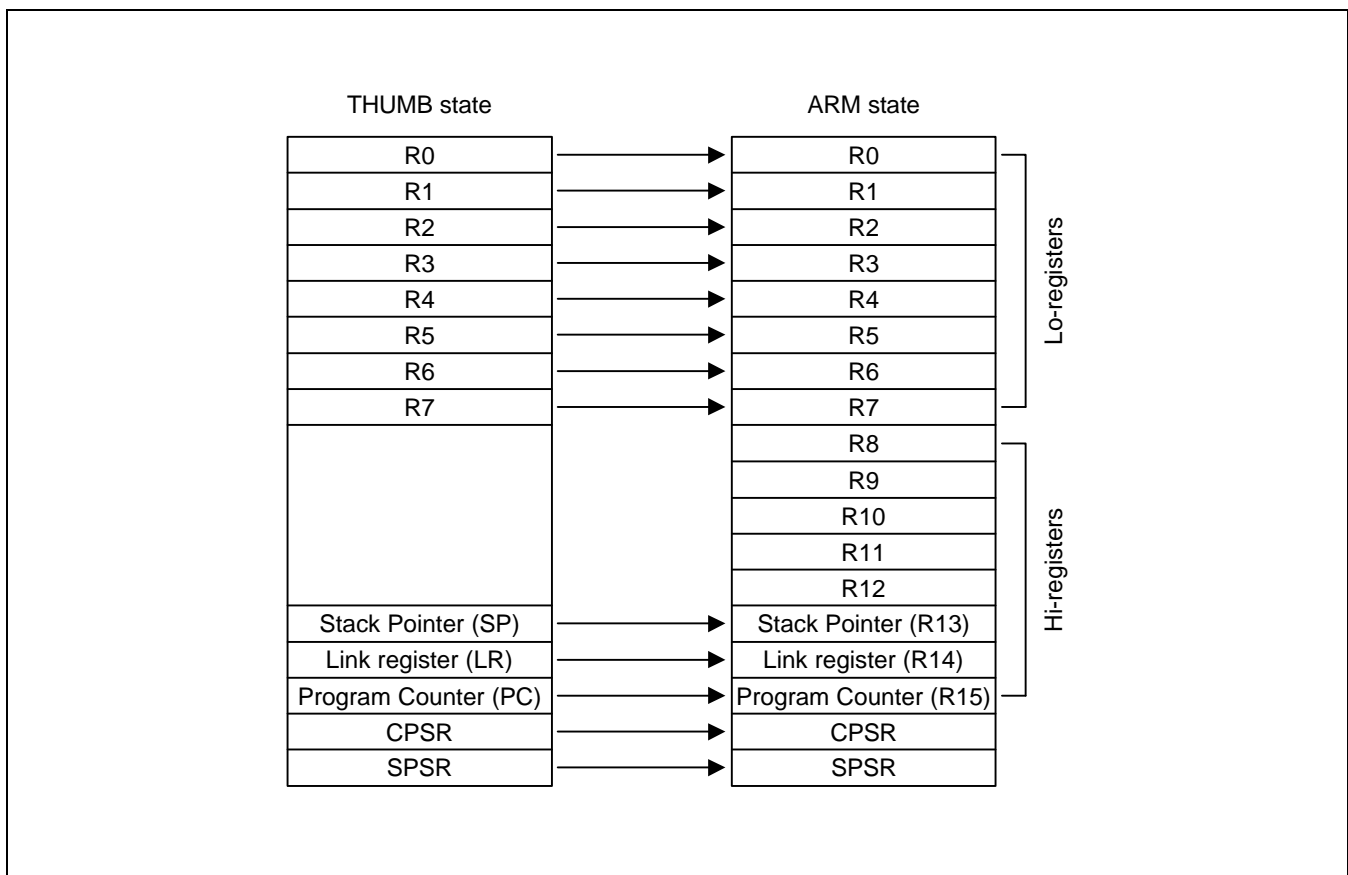 THUMB state
ARM state
R0
R1
R2
R3
R4
R5
R6
R7
Stack Pointer (SP)
Link register (LR)
Program Counter (PC)
CPSR
SPSR
R0
R1
R2
R3
R4
R5
R6
R7
R8
R9
R10
R11
R12
Stack Pointer (R13)
Link register (R14)
Program Counter (R15)
CPSR
SPSR
Lo-registers
Hi-registers